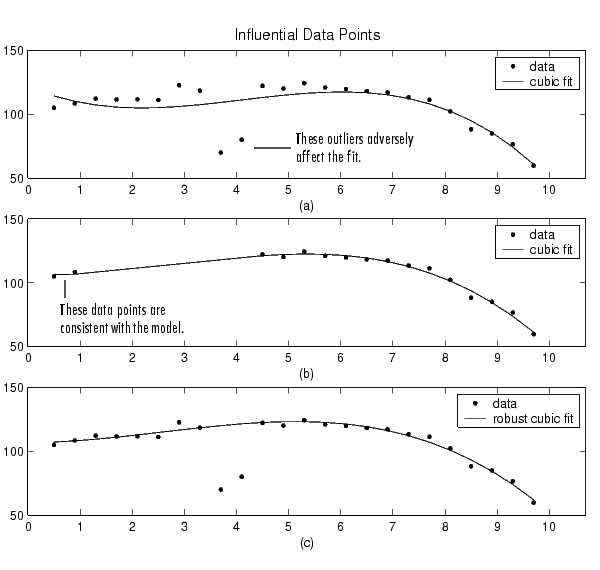 Influential Data Points
150
100
50
data
cubic fit
These outliers adversely
affect the fit.
0 1 2 3 4 5 6 7 8 9 10
(a)
150
100
50
data
cubic fit
These data points are
consistent with the model.
0 1 2 3 4 5 6 7 8 9 10
(b)
150
100
50
data
robust cubic fit
0 1 2 3 4 5 6 7 8 9 10
(c)